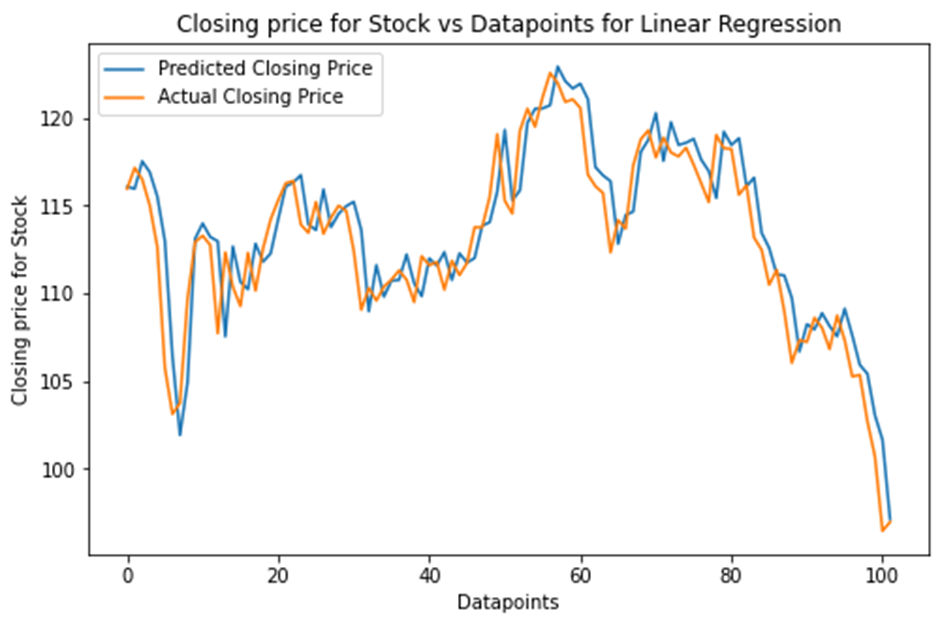 Closing price for Stock vs Datapoints for Linear Regression
Predicted Closing Price
Actual Closing Price
120
115
110
105
100
Closing price for Stock
0 20 40 60 80 100
Datapoints